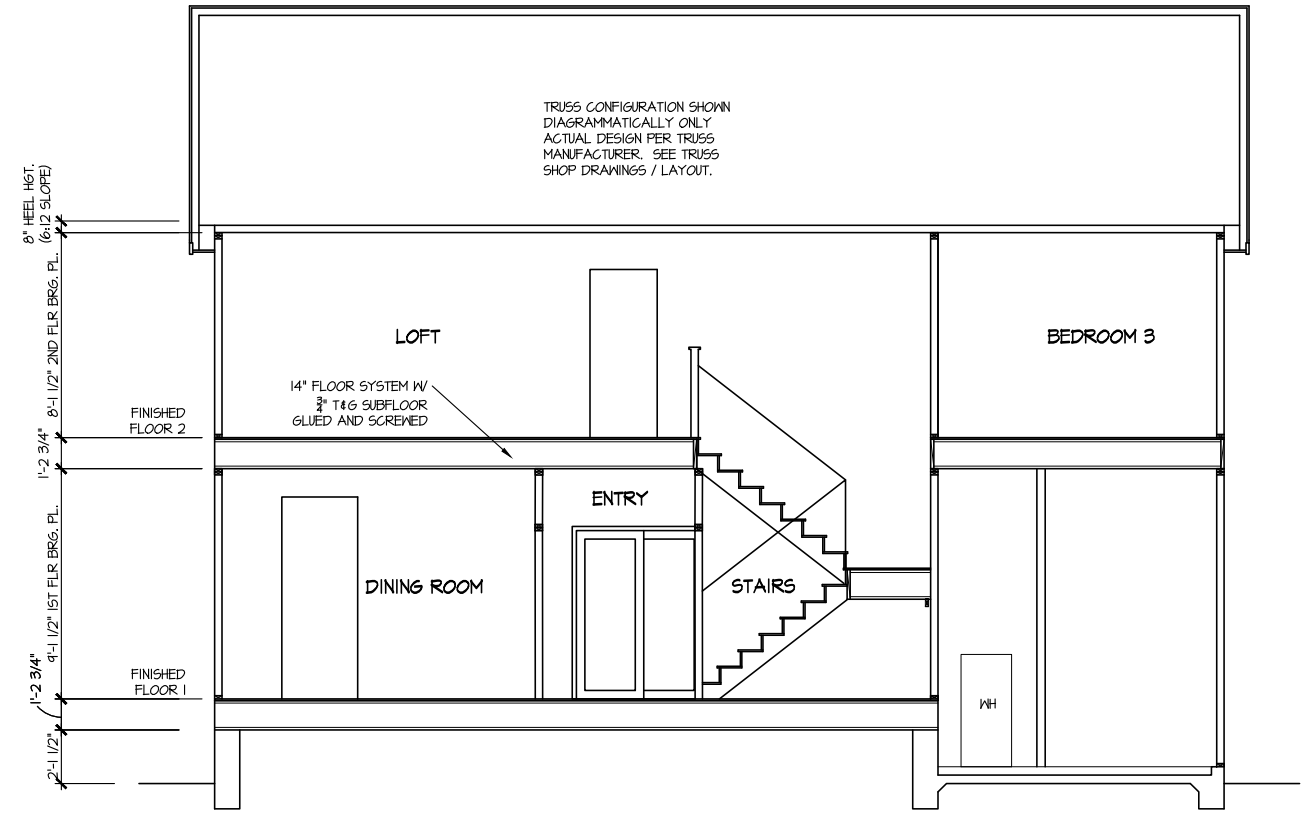 TRUSS CONFIGURATION SHOWN
DIAGRAMMATICALLY ONLY
ACTUAL DESIGN PER TRUSS
MANUFACTURER. SEE TRUSS
SHOP DRAWINGS / LAYOUT.
8" HEEL HGT.
(6:12 SLOPE)
8'-1 1/2" 2ND FLR BRG. PL.
LOFT
BEDROOM 3
14" FLOOR SYSTEM W/
3/4" T&G SUBFLOOR
GLUED AND SCREWED
FINISHED
FLOOR 2
1'-2 3/4"
ENTRY
9'-1 1/2" 1ST FLR BRG. PL.
DINING ROOM
STAIRS
FINISHED
FLOOR 1
1'-2 3/4"
WH
2'-1 1/2"